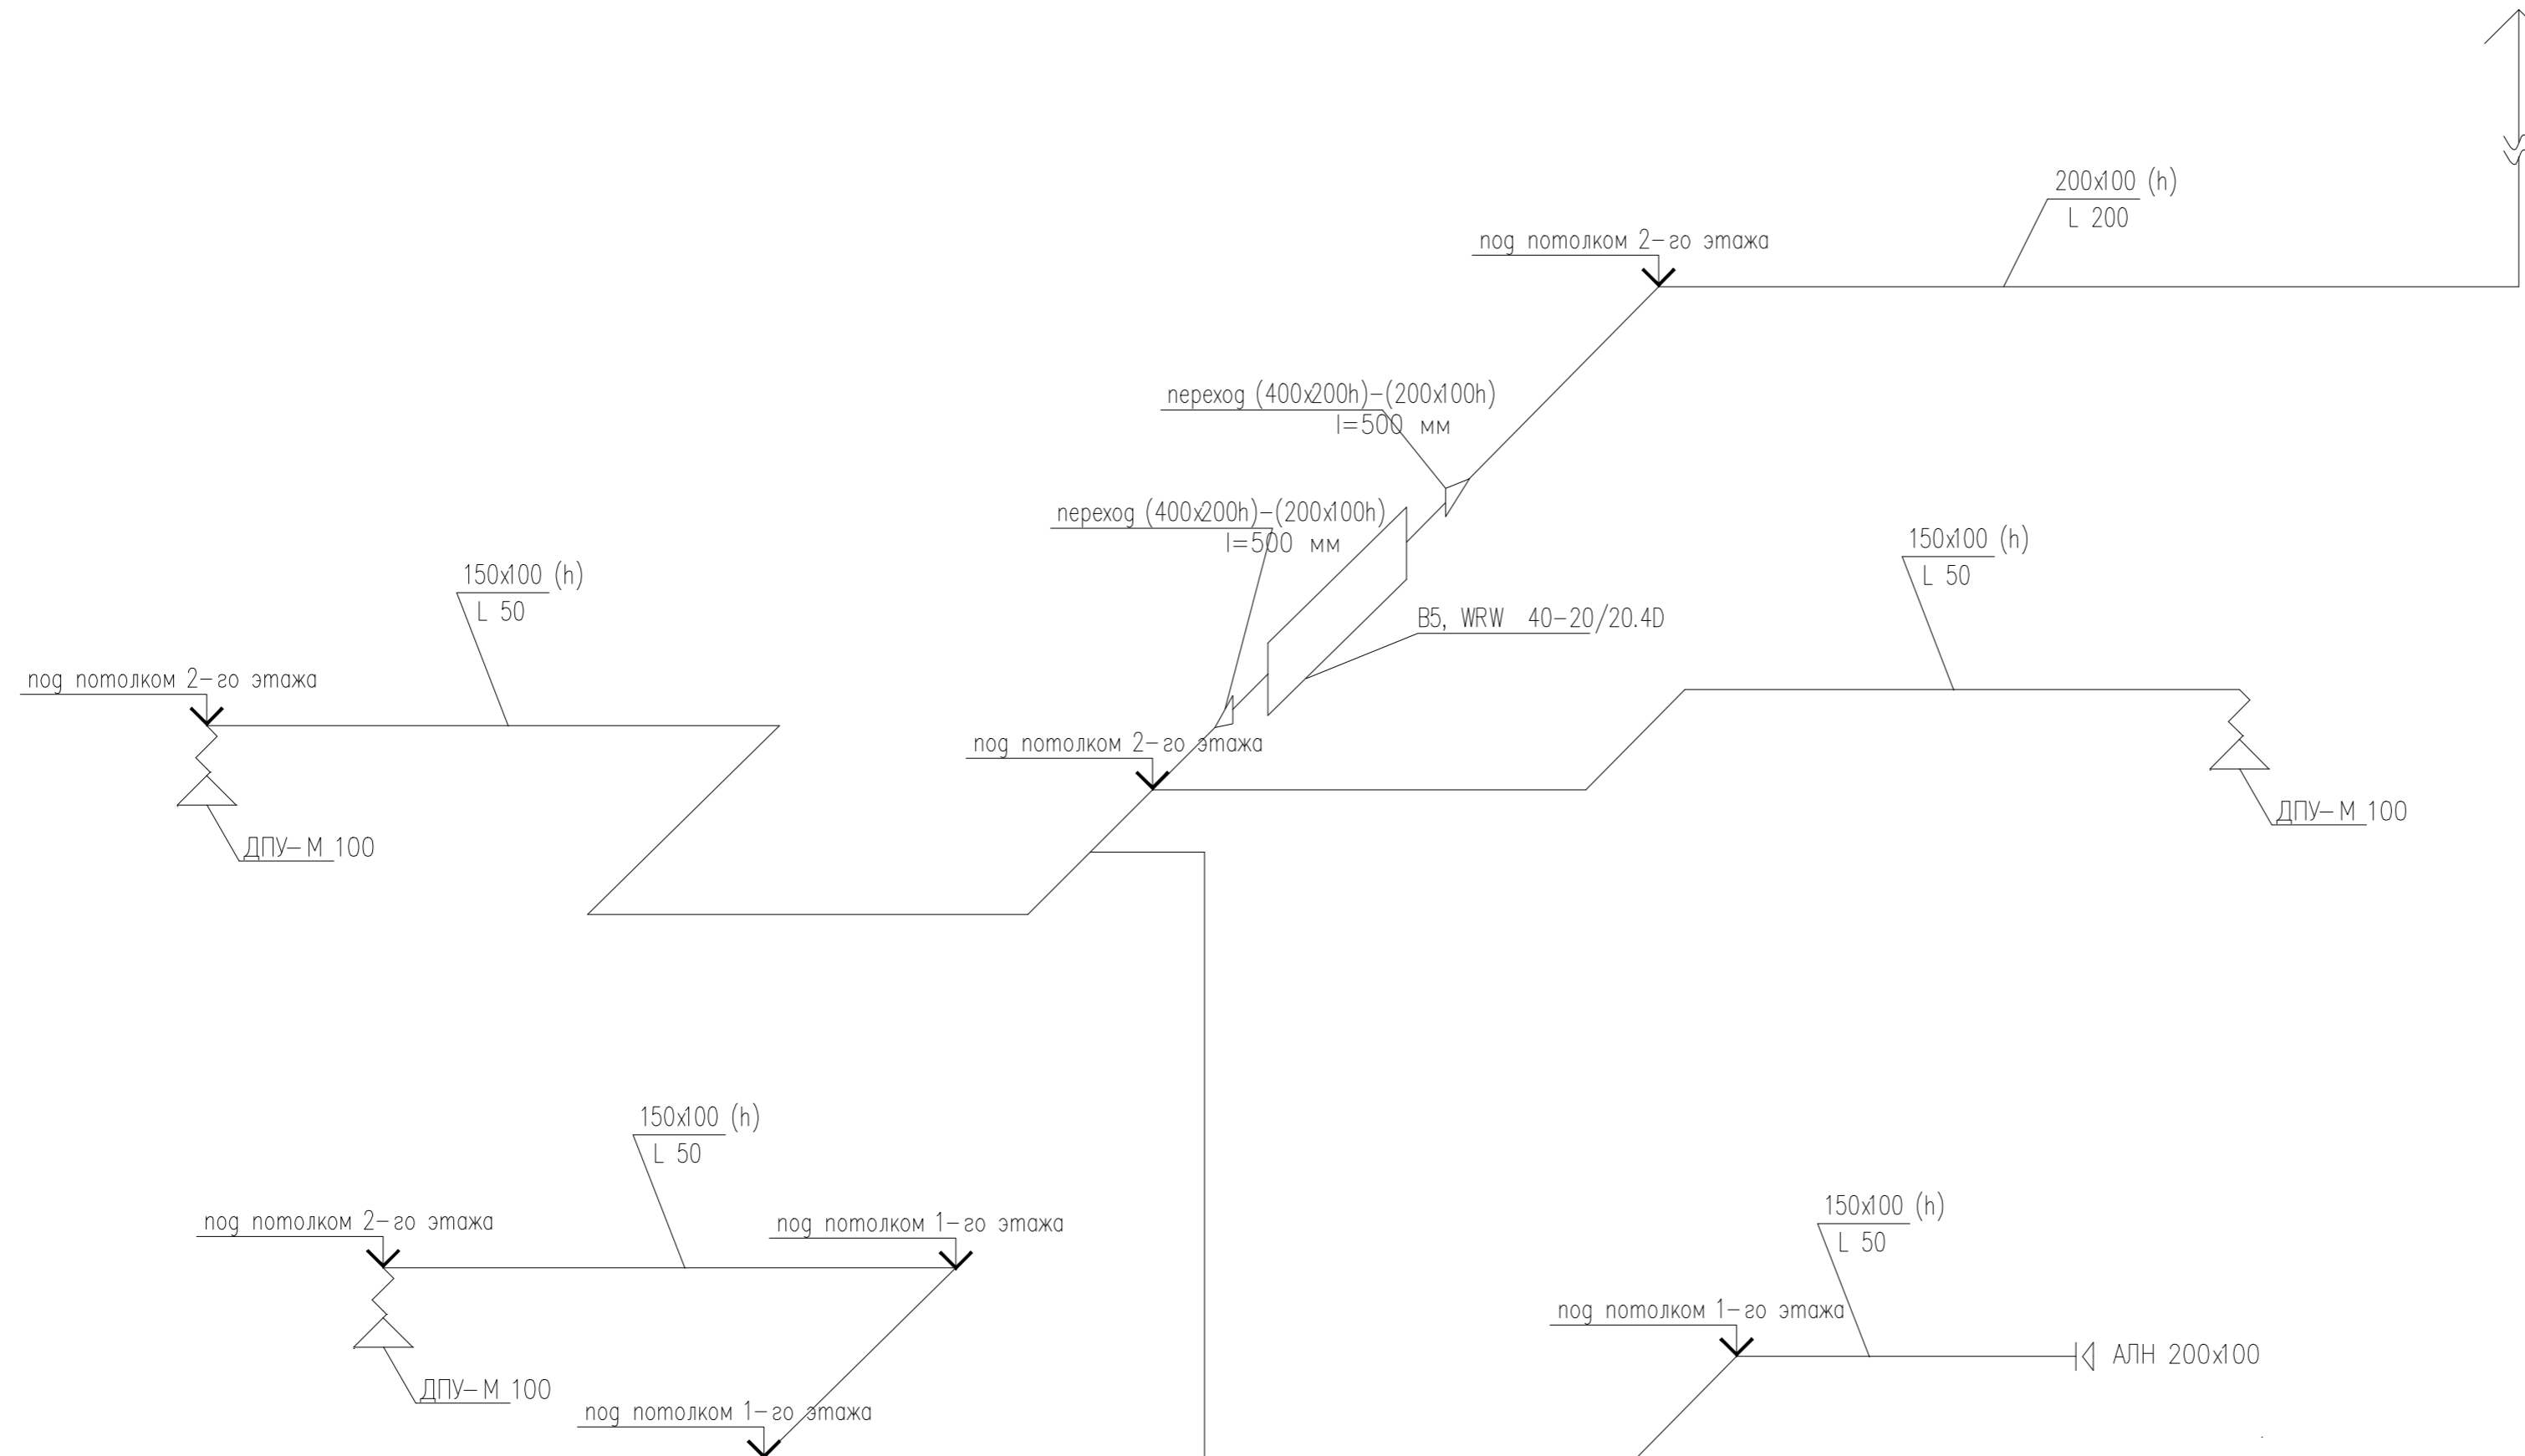 200x100 (h)
L 200
под потолком 2-го этажа
переход (400x200h)-(200x100h)
l=500 мм
переход (400x200h)-(200x100h)
l=500 мм
150x100 (h)
L 50
150x100 (h)
L 50
В5, WRW 40-20/20.4D
под потолком 2-го этажа
под потолком 2-го этажа
ДПУ-М 100
ДПУ-М 100
150x100 (h)
L 50
150x100 (h)
L 50
под потолком 2-го этажа
под потолком 1-го этажа
под потолком 1-го этажа
АЛН 200x100
ДПУ-М 100
под потолком 1-го этажа